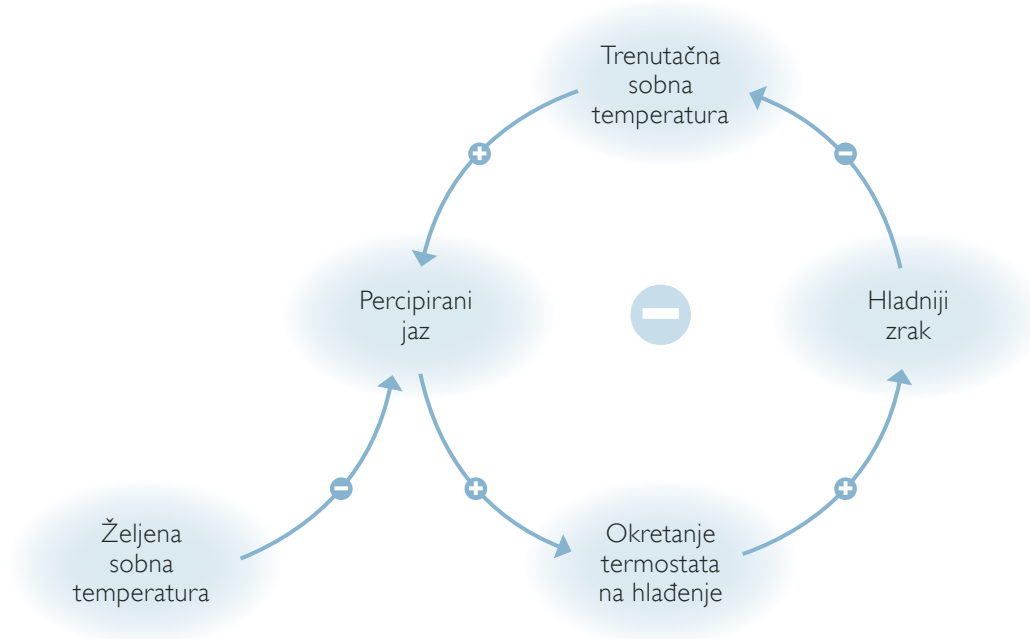 Trenutačna
sobna
temperatura
+
−
Percipirani
jaz
−
Hladniji
zrak
−
+
+
Željena
sobna
temperatura
Okretanje
termostata
na hlađenje